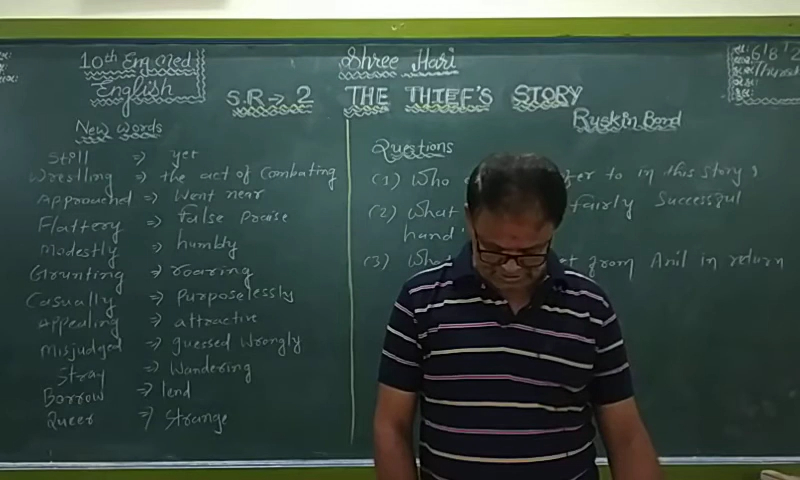 10th Eng med
English
Shree Hari
S.R → 2 THE THIEF'S STORY
Ruskin Bond
New words
Still ⇒ yet
Wrestling ⇒ the act of Combating
Approached ⇒ Went near
Flattery ⇒ false praise
Modestly ⇒ humbly
Grunting ⇒ roaring
Casually ⇒ Purposelessly
Appealing ⇒ attractive
Misjudged ⇒ guessed wrongly
Stray ⇒ Wandering
Borrow ⇒ lend
Queer ⇒ Strange
Questions
(1) Who to in this story?
(2) What fairly Successful
hand'
(3) What from Anil in return